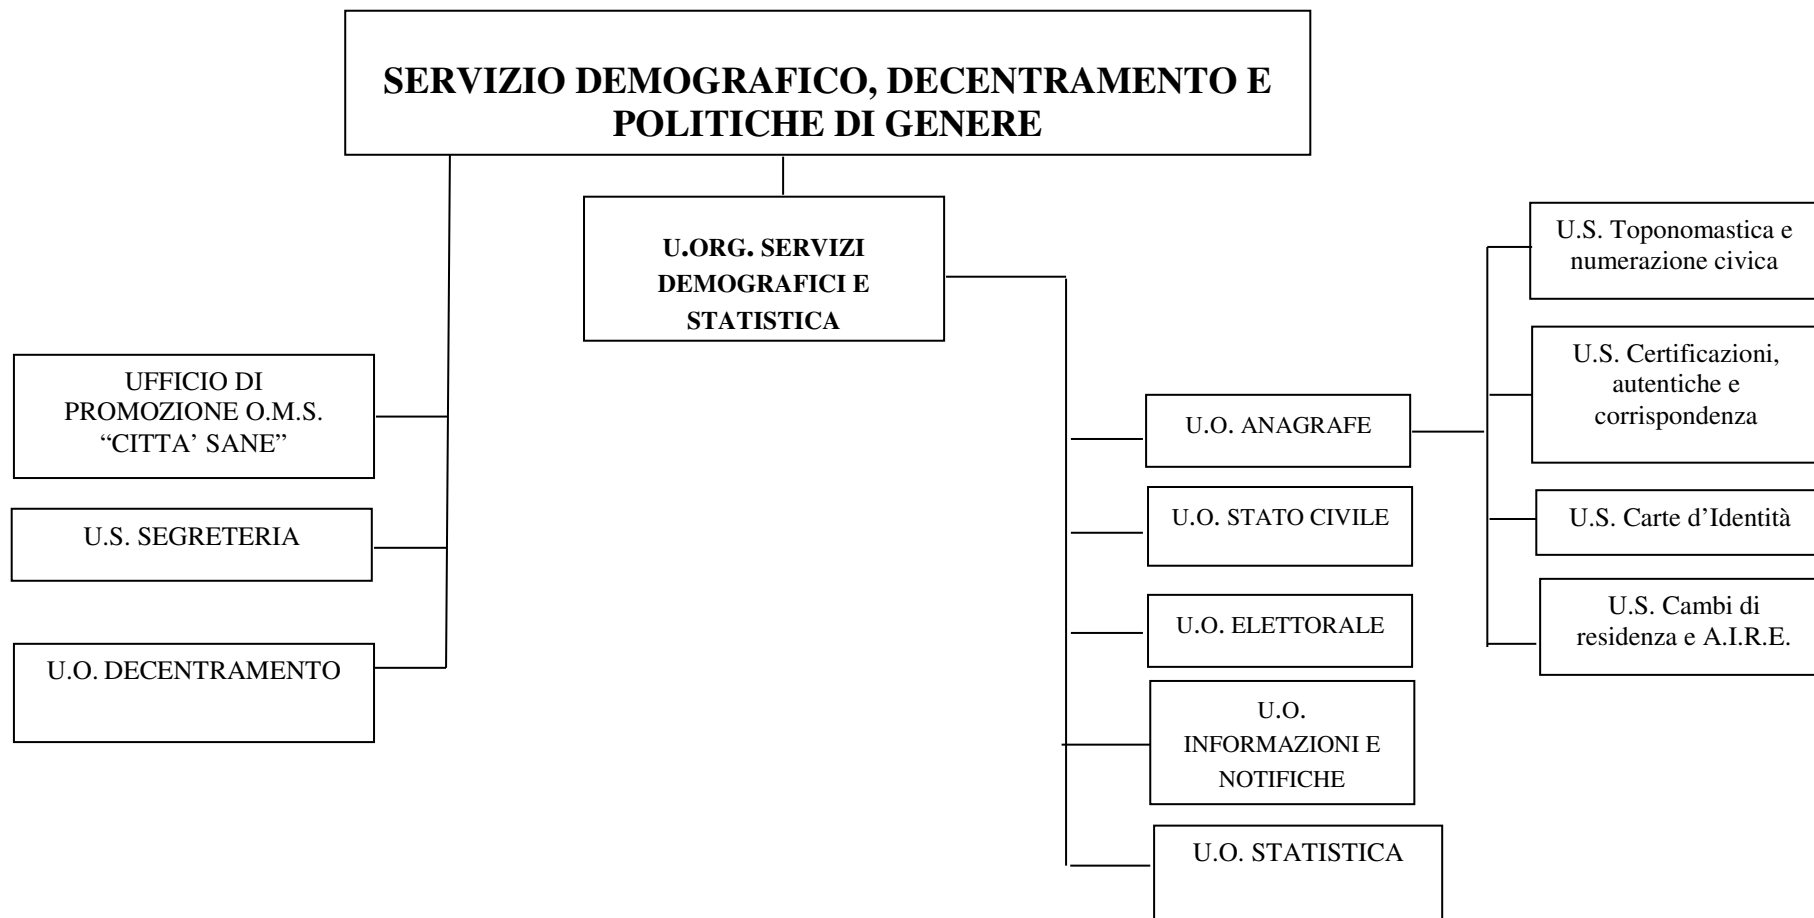 SERVIZIO DEMOGRAFICO, DECENTRAMENTO E
POLITICHE DI GENERE
U.ORG. SERVIZI
DEMOGRAFICI E
STATISTICA
UFFICIO DI
PROMOZIONE O.M.S.
“CITTA’ SANE”
U.S. SEGRETERIA
U.O. DECENTRAMENTO
U.O. ANAGRAFE
U.O. STATO CIVILE
U.O. ELETTORALE
U.O.
INFORMAZIONI E
NOTIFICHE
U.O. STATISTICA
U.S. Toponomastica e
numerazione civica
U.S. Certificazioni,
autentiche e
corrispondenza
U.S. Carte d’Identità
U.S. Cambi di
residenza e A.I.R.E.